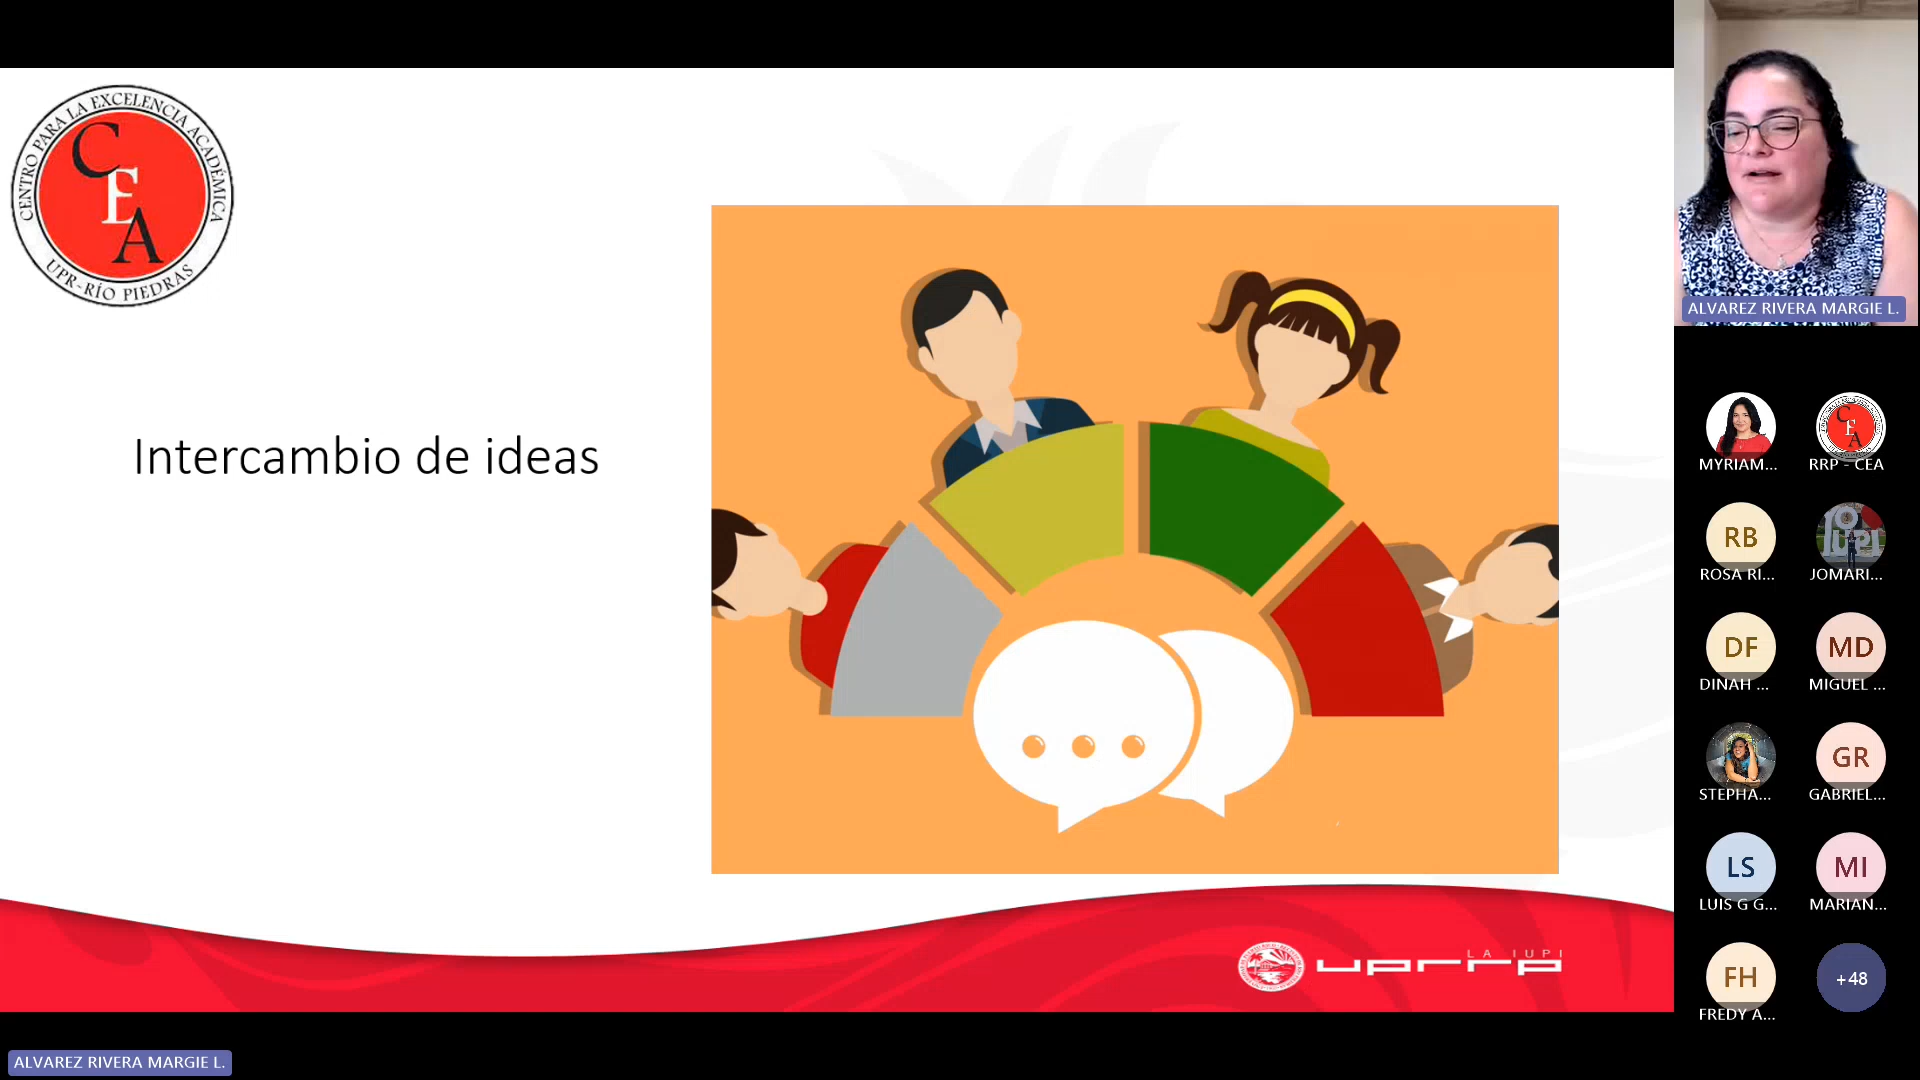 CENTRO PARA LA EXCELENCIA ACADÉMICA
CEA
UPR-RÍO PIEDRAS
Intercambio de ideas
LA IUPI
uprrp
ALVAREZ RIVERA MARGIE L.
MYRIAM...
RRP - CEA
RB
ROSA RI...
JOMARI...
DF
DINAH ...
MD
MIGUEL ...
STEPHA...
GR
GABRIEL...
LS
LUIS G G...
MI
MARIAN...
FH
FREDY A...
+48
ALVAREZ RIVERA MARGIE L.